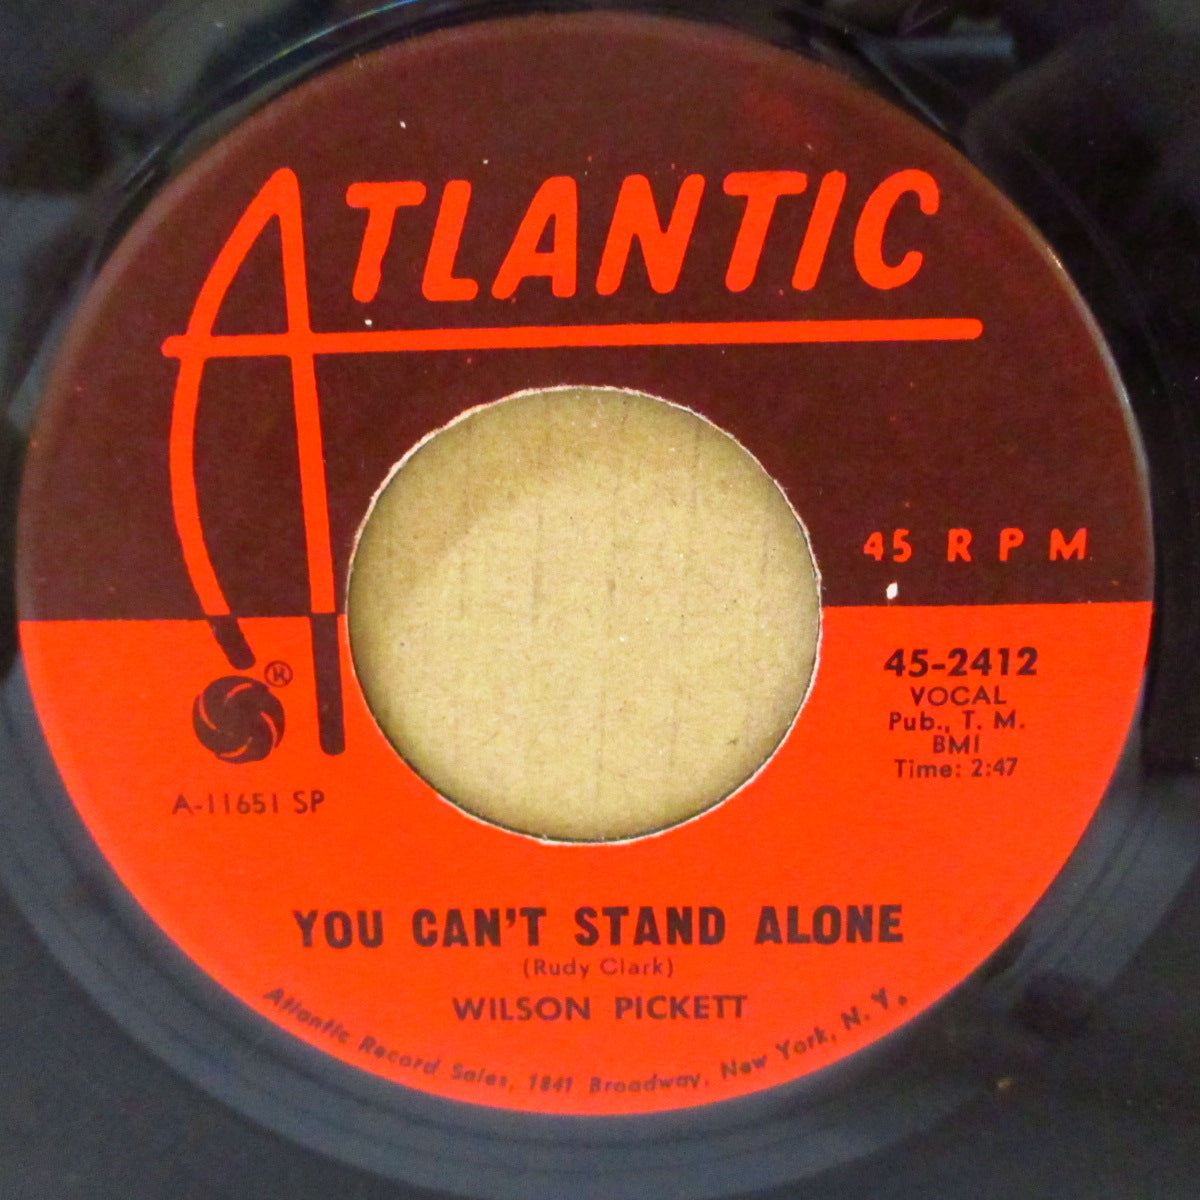 ATLANTIC
45 RPM
45-2412
VOCAL
Pub., T. M.
BMI
Time: 2:47
®
A-11651 SP
YOU CAN'T STAND ALONE
(Rudy Clark)
WILSON PICKETT
Atlantic Record Sales, 1841 Broadway, New York, N. Y.